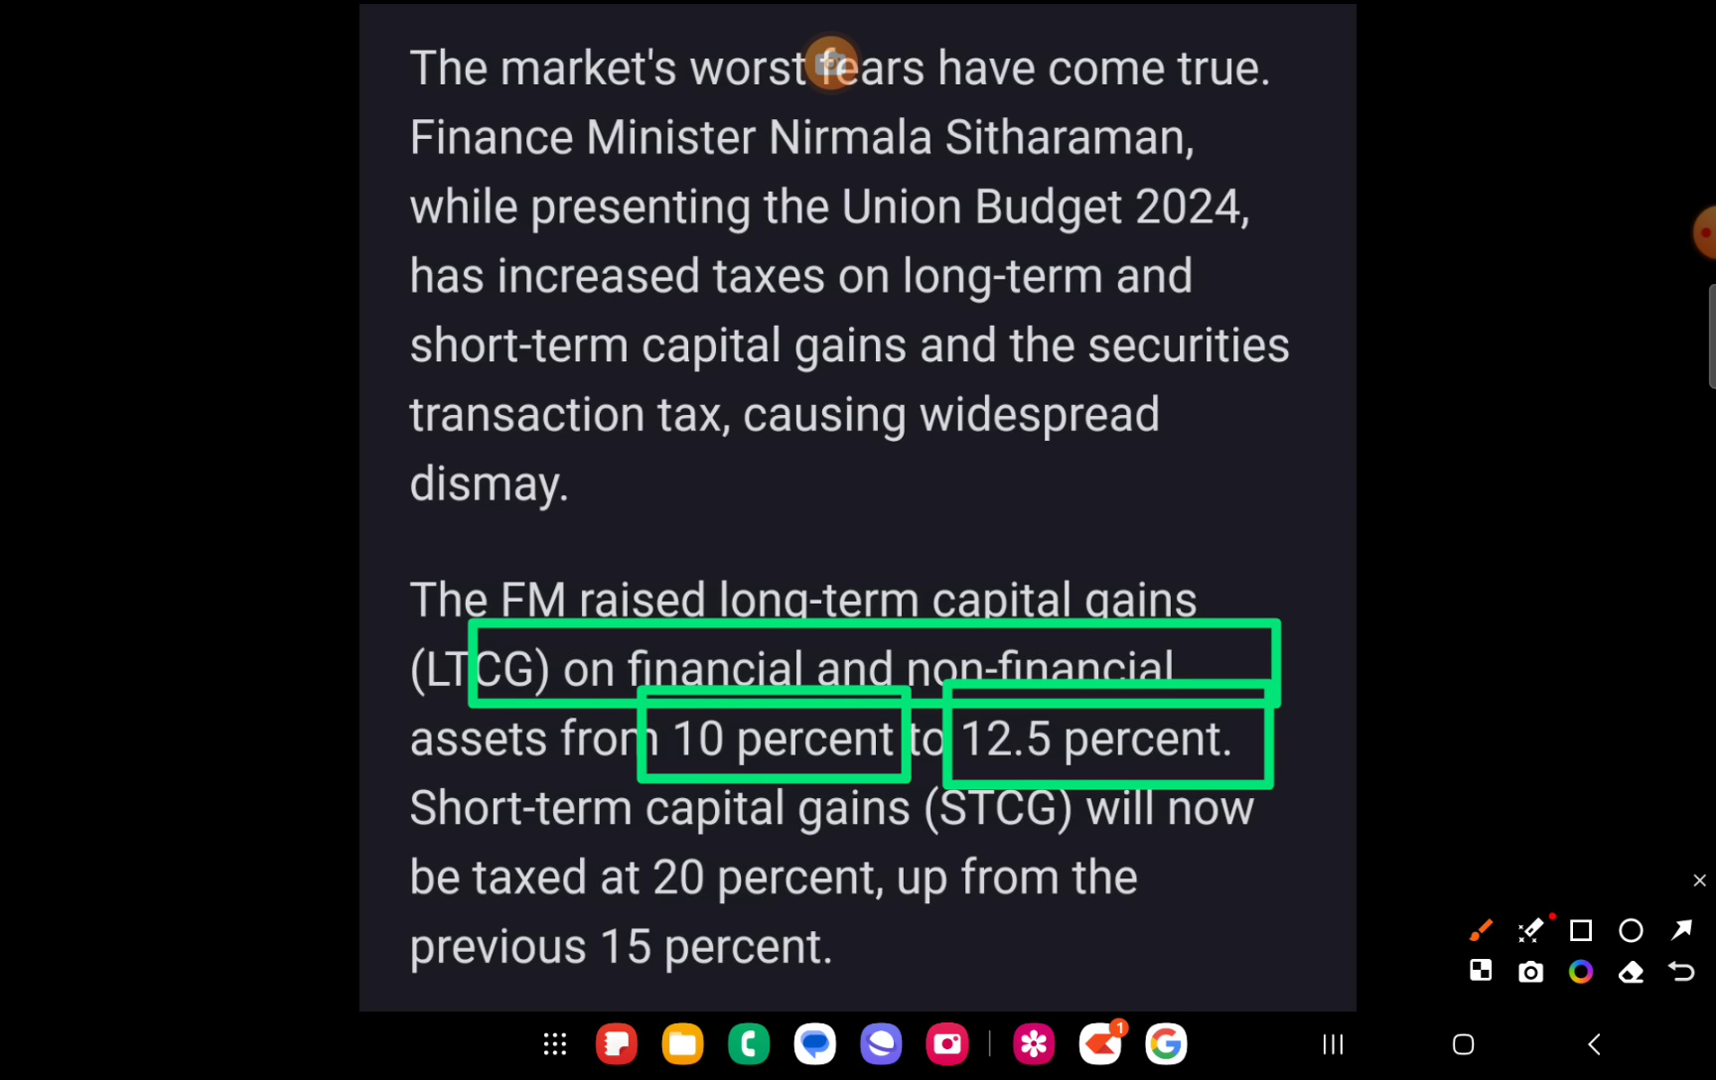 The market's worst fears have come true.
Finance Minister Nirmala Sitharaman,
while presenting the Union Budget 2024,
has increased taxes on long-term and
short-term capital gains and the securities
transaction tax, causing widespread
dismay.
The FM raised long-term capital gains
(LTCG) on financial and non-financial
assets from 10 percent to 12.5 percent.
Short-term capital gains (STCG) will now
be taxed at 20 percent, up from the
previous 15 percent.
1